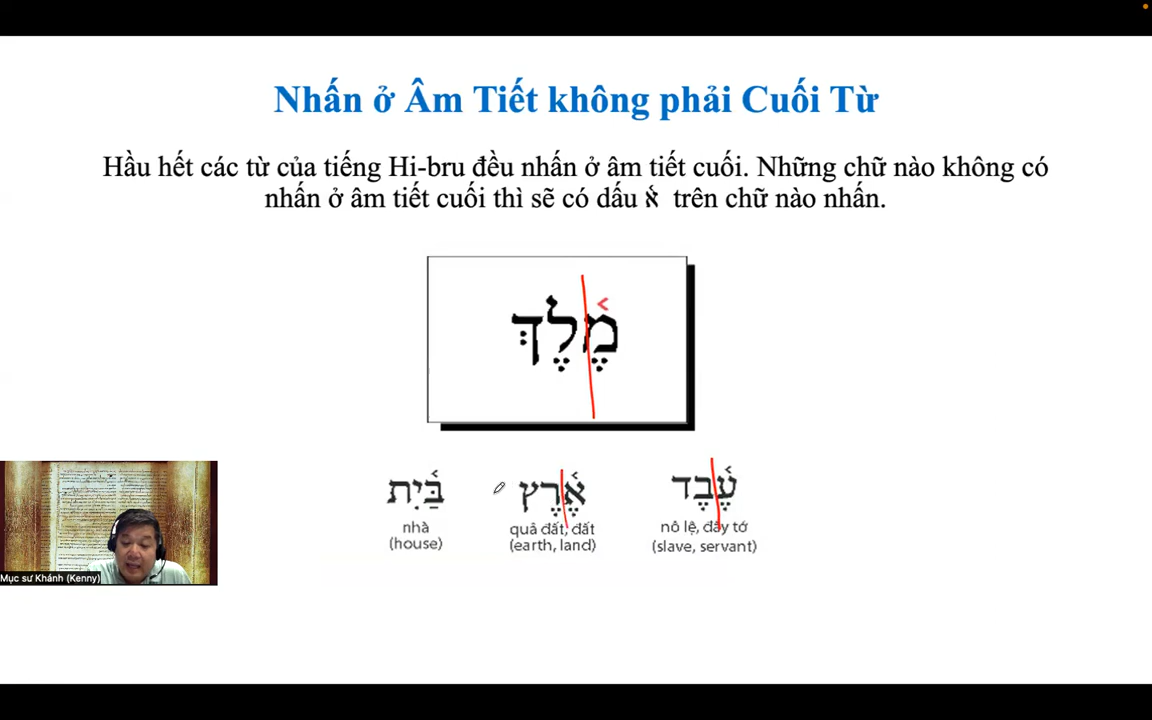 Nhấn ở Âm Tiết không phải Cuối Từ
Hầu hết các từ của tiếng Hi-bru đều nhấn ở âm tiết cuối. Những chữ nào không có
nhấn ở âm tiết cuối thì sẽ có dấu א֫ trên chữ nào nhấn.
מֶ֫לֶךְ
עֶ֫בֶד אֶ֫רֶץ בַּ֫יִת
nhà quả đất; đất nô lệ, đầy tớ
(house) (earth, land) (slave, servant)
Mục sư Khánh (Kenny)